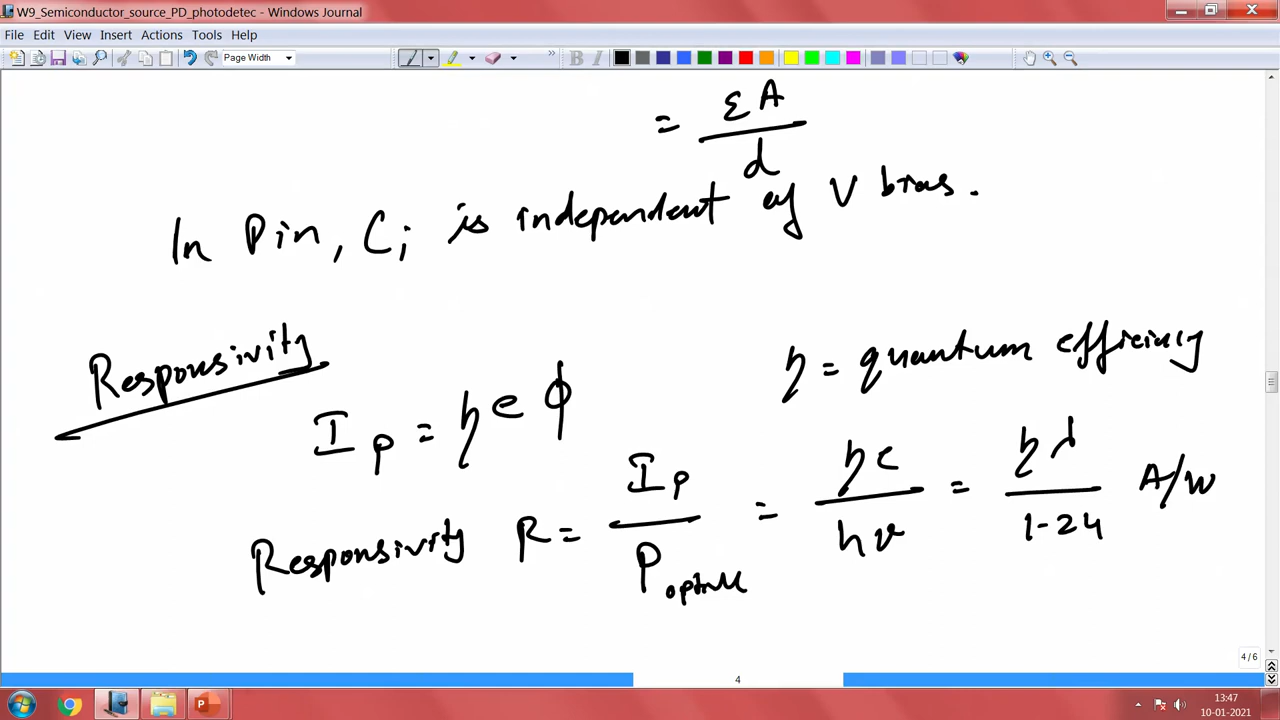 W9_Semiconductor_source_PD_photodetec - Windows Journal
File Edit View Insert Actions Tools Help
Page Width
= εA
d
In Pin, Ci is independent of V bias.
Responsivity
η = quantum efficiency
Ip = η e ϕ
Responsivity R = Ip / Poptical = ηe / hν = ηλ / 1.24 A/W
4/6
4
13:47
10-01-2021